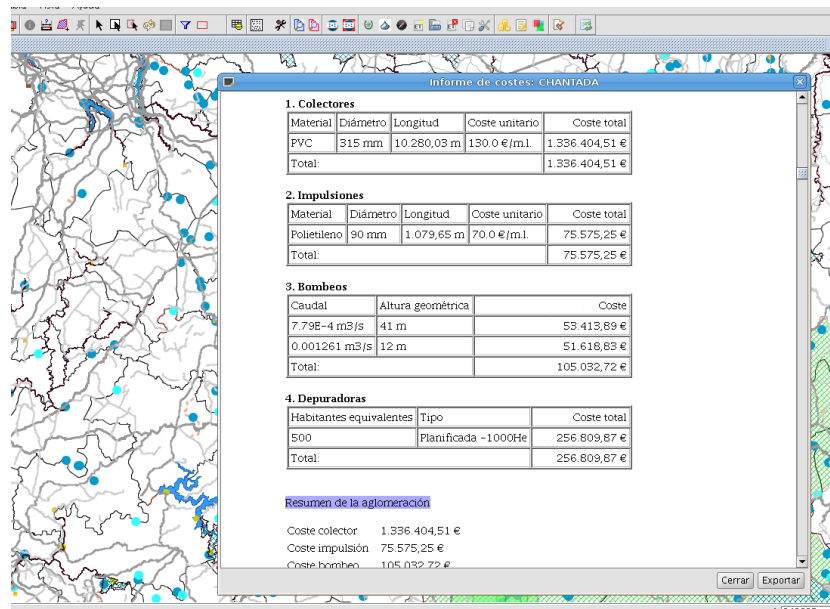 Informe de costes: CHANTADA
1. Colectores
Material Diámetro Longitud Coste unitario Coste total
PVC 315 mm 10.280,03 m 130.0 €/m.l. 1.336.404,51 €
Total: 1.336.404,51 €
2. Impulsiones
Material Diámetro Longitud Coste unitario Coste total
Polietileno 90 mm 1.079,65 m 70.0 €/m.l. 75.575,25 €
Total: 75.575,25 €
3. Bombeos
Caudal Altura geométrica Coste
7.79E-4 m3/s 41 m 53.413,89 €
0.001261 m3/s 12 m 51.618,83 €
Total: 105.032,72 €
4. Depuradoras
Habitantes equivalentes Tipo Coste total
500 Planificada -1000He 256.809,87 €
Total: 256.809,87 €
Resumen de la aglomeración
Coste colector 1.336.404,51 €
Coste impulsión 75.575,25 €
Coste bombeo 105.032,72 €
Cerrar Exportar